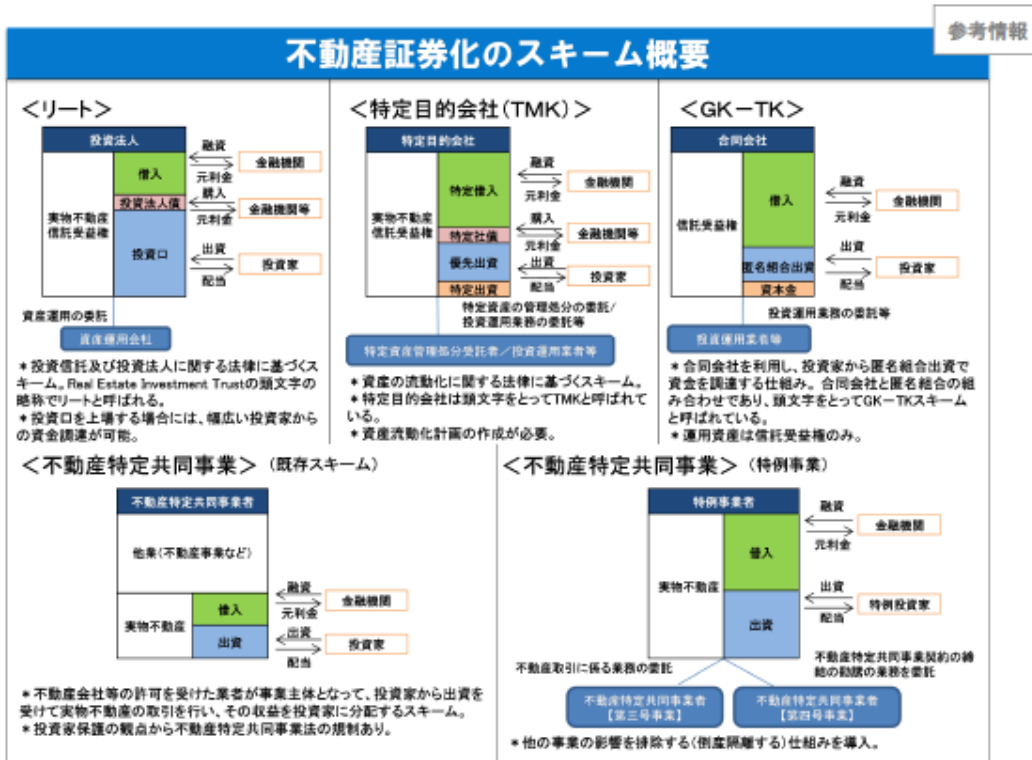 参考情報
不動産証券化のスキーム概要
＜リート＞
投資法人
実物不動産
信託受益権
借入
投資法人債
投資口
融資
元利金
購入
元利金
出資
配当
金融機関
金融機関等
投資家
資産運用の委託
資産運用会社
＊投資信託及び投資法人に関する法律に基づくス
キーム。Real Estate Investment Trustの頭文字の
略称でリートと呼ばれる。
＊投資口を上場する場合には、幅広い投資家から
の資金調達が可能。
＜特定目的会社（TMK）＞
特定目的会社
実物不動産
信託受益権
特定借入
特定社債
優先出資
特定出資
融資
元利金
購入
元利金
出資
配当
金融機関
金融機関等
投資家
特定資産の管理処分の委託／
投資運用業務の委託等
特定資産管理処分受託者／投資運用業者等
＊資産の流動化に関する法律に基づくスキーム。
＊特定目的会社は頭文字をとってTMKと呼ばれて
いる。
＊資産流動化計画の作成が必要。
＜GK－TK＞
合同会社
信託受益権
借入
匿名組合出資
資本金
融資
元利金
出資
配当
金融機関
投資家
投資運用業務の委託等
投資運用業者等
＊合同会社を利用し、投資家から匿名組合出資で
資金を調達する仕組み。合同会社と匿名組合の組
み合わせであり、頭文字をとってGK－TKスキーム
と呼ばれている。
＊運用資産は信託受益権のみ。
＜不動産特定共同事業＞（既存スキーム）
不動産特定共同事業者
他業（不動産事業など）
実物不動産
借入
出資
融資
元利金
出資
配当
金融機関
投資家
＊不動産会社等の許可を受けた業者が事業主体となって、投資家から出資を
受けて実物不動産の取引を行い、その収益を投資家に分配するスキーム。
＊投資家保護の観点から不動産特定共同事業法の規制あり。
＜不動産特定共同事業＞（特例事業）
特例事業者
実物不動産
借入
出資
融資
元利金
出資
配当
金融機関
特例投資家
不動産取引に係る業務の委託
不動産特定共同事業契約の締
結の勧誘の業務を委託
不動産特定共同事業者
【第三号事業】
不動産特定共同事業者
【第四号事業】
＊他の事業の影響を排除する（倒産隔離する）仕組みを導入。